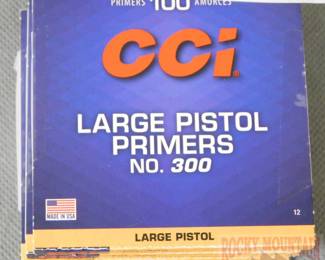 PRIMERS 100 AMORCES
CCI
LARGE PISTOL
PRIMERS
NO. 300
MADE IN USA
12
LARGE PISTOL
ROCKY MOUNTAIN